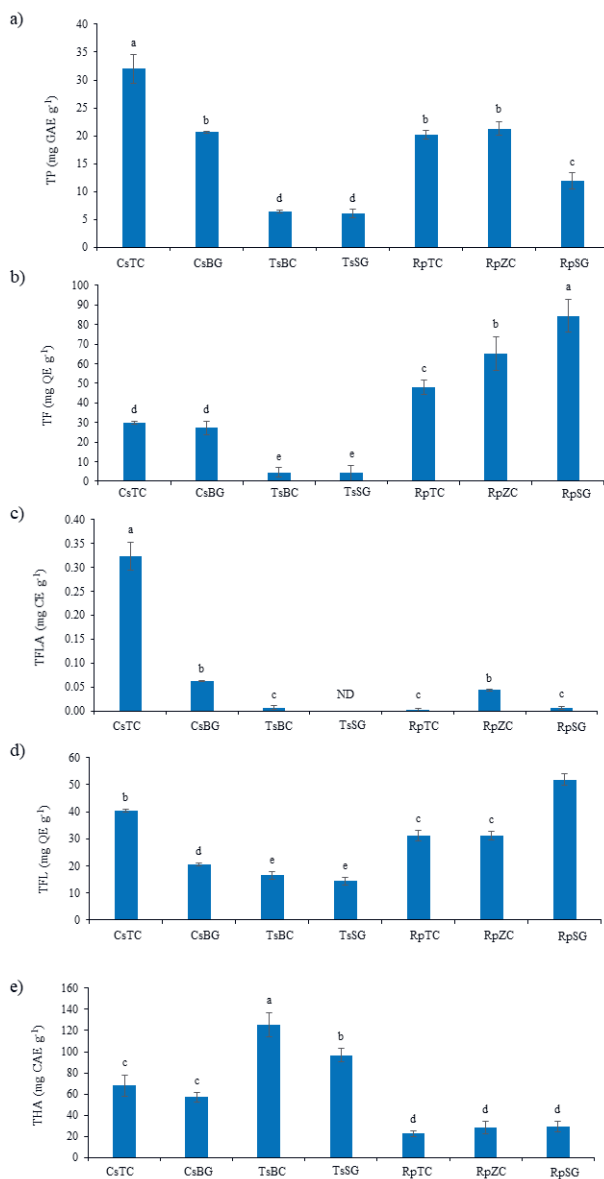 a)
TP (mg GAE g-1)
40
35
30
25
20
15
10
5
0
a
b
d
d
b
b
c
CsTC CsBG TsBC TsSG RpTC RpZC RpSG
b)
TF (mg QE g-1)
100
90
80
70
60
50
40
30
20
10
0
d
d
e
e
c
b
a
CsTC CsBG TsBC TsSG RpTC RpZC RpSG
c)
TFLA (mg CE g-1)
0.40
0.35
0.30
0.25
0.20
0.15
0.10
0.05
0.00
a
b
c
ND
c
b
c
CsTC CsBG TsBC TsSG RpTC RpZC RpSG
d)
TFL (mg QE g-1)
60
50
40
30
20
10
0
b
d
e
e
c
c
CsTC CsBG TsBC TsSG RpTC RpZC RpSG
e)
THA (mg CAE g-1)
160
140
120
100
80
60
40
20
0
c
c
a
b
d
d
d
CsTC CsBG TsBC TsSG RpTC RpZC RpSG